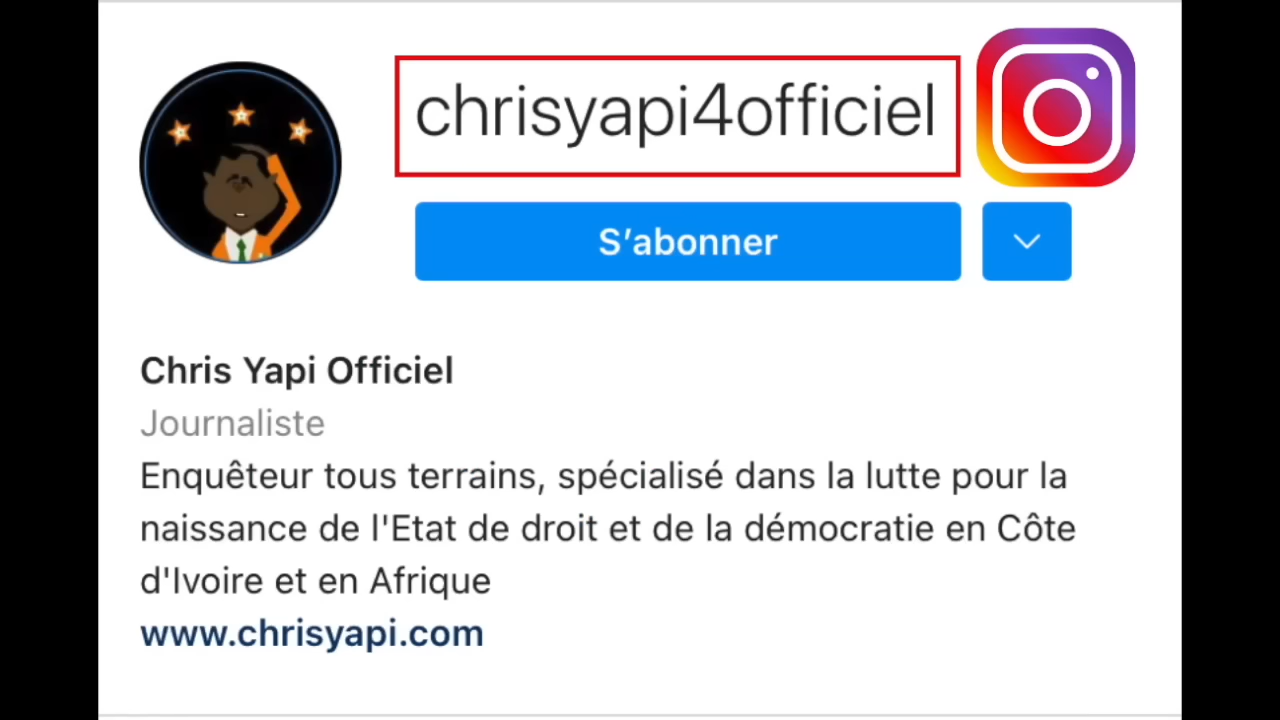 chrisyapi4officiel
S’abonner
Chris Yapi Officiel
Journaliste
Enquêteur tous terrains, spécialisé dans la lutte pour la
naissance de l'Etat de droit et de la démocratie en Côte
d'Ivoire et en Afrique
www.chrisyapi.com